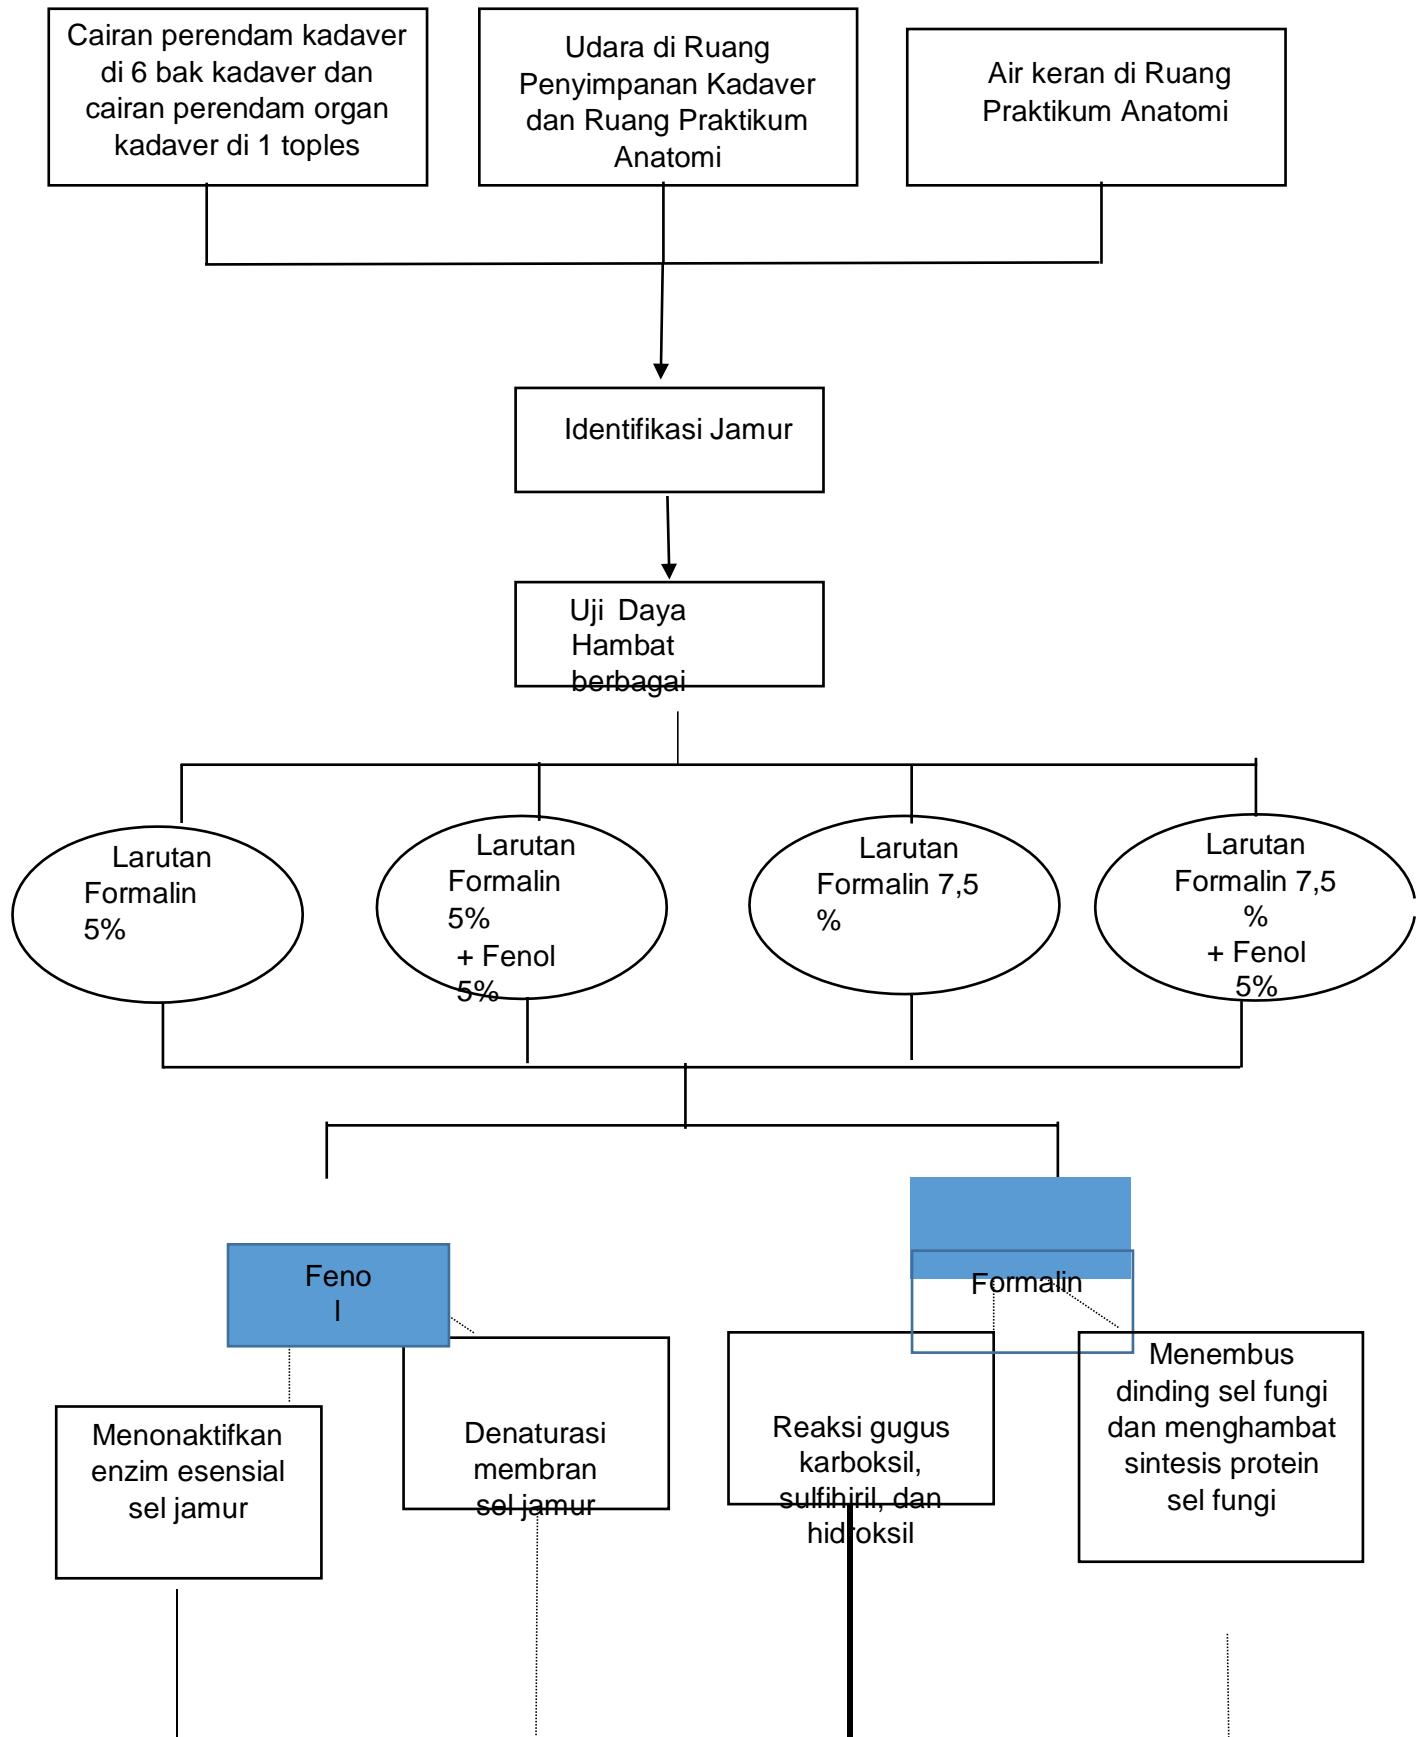 Cairan perendam kadaver
di 6 bak kadaver dan
cairan perendam organ
kadaver di 1 toples
Udara di Ruang
Penyimpanan Kadaver
dan Ruang Praktikum
Anatomi
Air keran di Ruang
Praktikum Anatomi
Identifikasi Jamur
Uji Daya
Hambat
berbagai
Larutan
Formalin
5%
Larutan
Formalin
5%
+ Fenol
5%
Larutan
Formalin 7,5
%
Larutan
Formalin 7,5
%
+ Fenol
5%
Feno
l
Formalin
Menonaktifkan
enzim esensial
sel jamur
Denaturasi
membran
sel jamur
Reaksi gugus
karboksil,
sulfihiril, dan
hidroksil
Menembus
dinding sel fungi
dan menghambat
sintesis protein
sel fungi